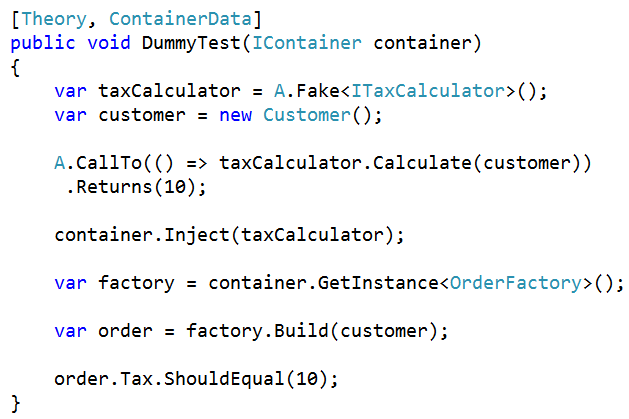 [Theory, ContainerData]
public void DummyTest(IContainer container)
{
    var taxCalculator = A.Fake<ITaxCalculator>();
    var customer = new Customer();

    A.CallTo(() => taxCalculator.Calculate(customer))
     .Returns(10);

    container.Inject(taxCalculator);

    var factory = container.GetInstance<OrderFactory>();

    var order = factory.Build(customer);

    order.Tax.ShouldEqual(10);
}